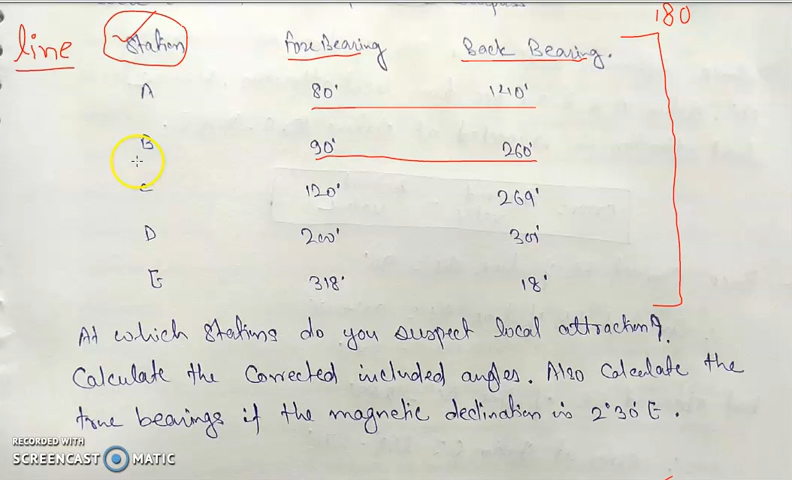 180
line Station Fore Bearing Back Bearing.
A 80' 140'
B 90' 260'
C 120' 269'
D 200' 301'
E 318' 18'
At which stations do you suspect local attraction?
Calculate the Corrected included angles. Also Calculate the
true bearings if the magnetic declination is 2°30' E.
RECORDED WITH
SCREENCAST MATIC